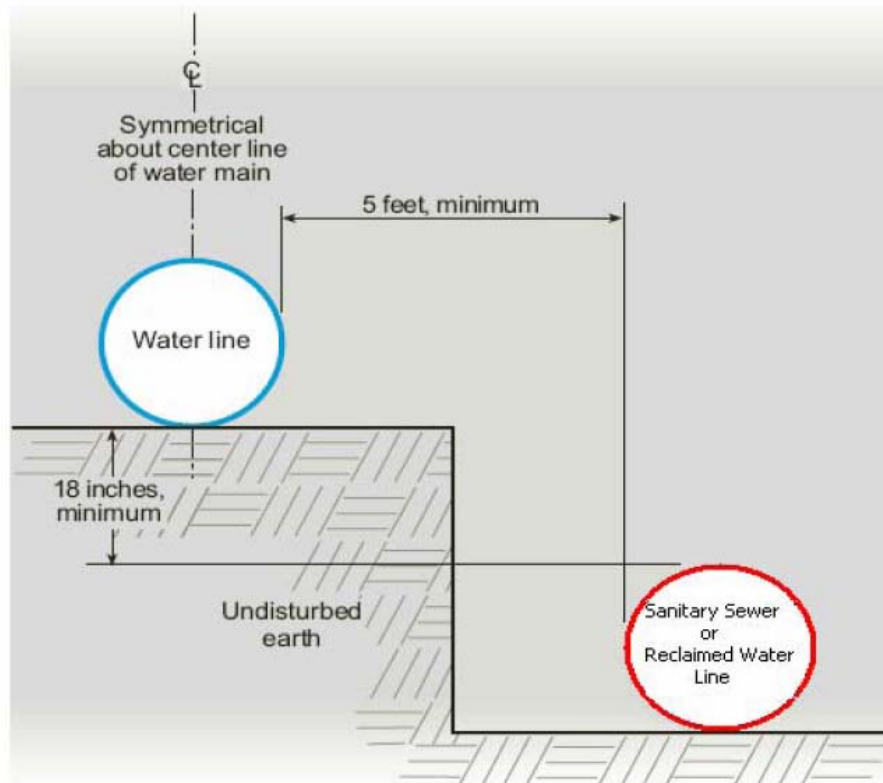 ℄
Symmetrical
about center line
of water main
5 feet, minimum
Water line
18 inches,
minimum
Undisturbed
earth
Sanitary Sewer
or
Reclaimed Water
Line